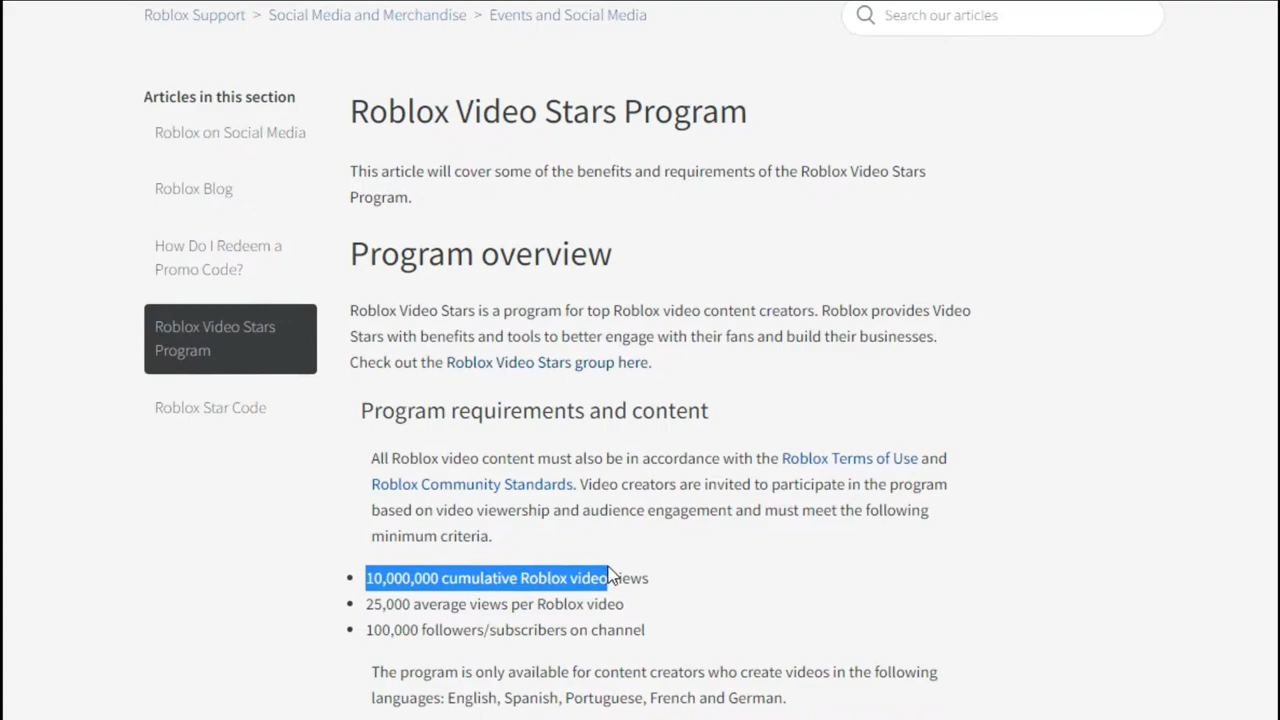 Roblox Support > Social Media and Merchandise > Events and Social Media
Search our articles
Articles in this section
Roblox on Social Media
Roblox Blog
How Do I Redeem a
Promo Code?
Roblox Video Stars
Program
Roblox Star Code
Roblox Video Stars Program
This article will cover some of the benefits and requirements of the Roblox Video Stars
Program.
Program overview
Roblox Video Stars is a program for top Roblox video content creators. Roblox provides Video
Stars with benefits and tools to better engage with their fans and build their businesses.
Check out the Roblox Video Stars group here.
Program requirements and content
All Roblox video content must also be in accordance with the Roblox Terms of Use and
Roblox Community Standards. Video creators are invited to participate in the program
based on video viewership and audience engagement and must meet the following
minimum criteria.
• 10,000,000 cumulative Roblox video views
• 25,000 average views per Roblox video
• 100,000 followers/subscribers on channel
The program is only available for content creators who create videos in the following
languages: English, Spanish, Portuguese, French and German.